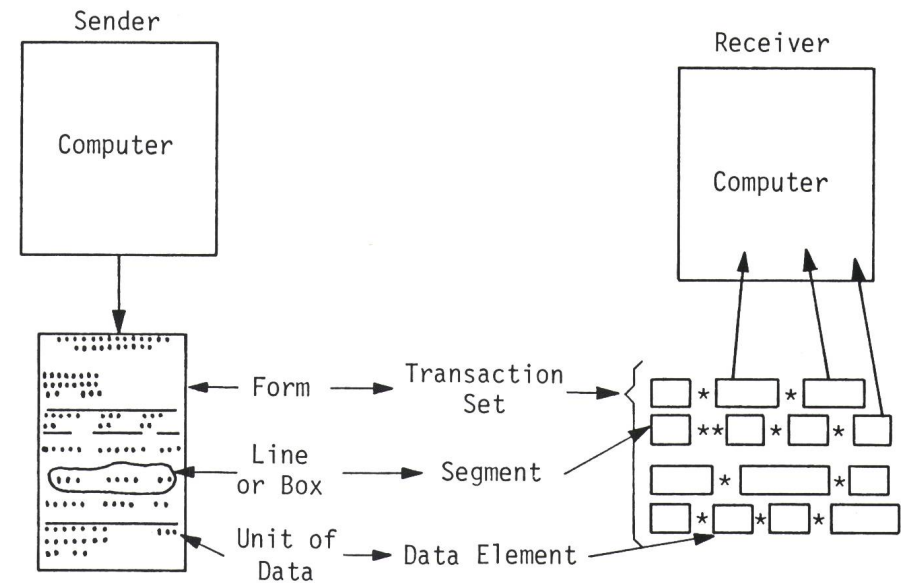 Sender
Receiver
Computer
Computer
Form
Transaction
Set
* *
** * *
Line
or Box
Segment
* *
Unit of
Data
Data Element
* * *